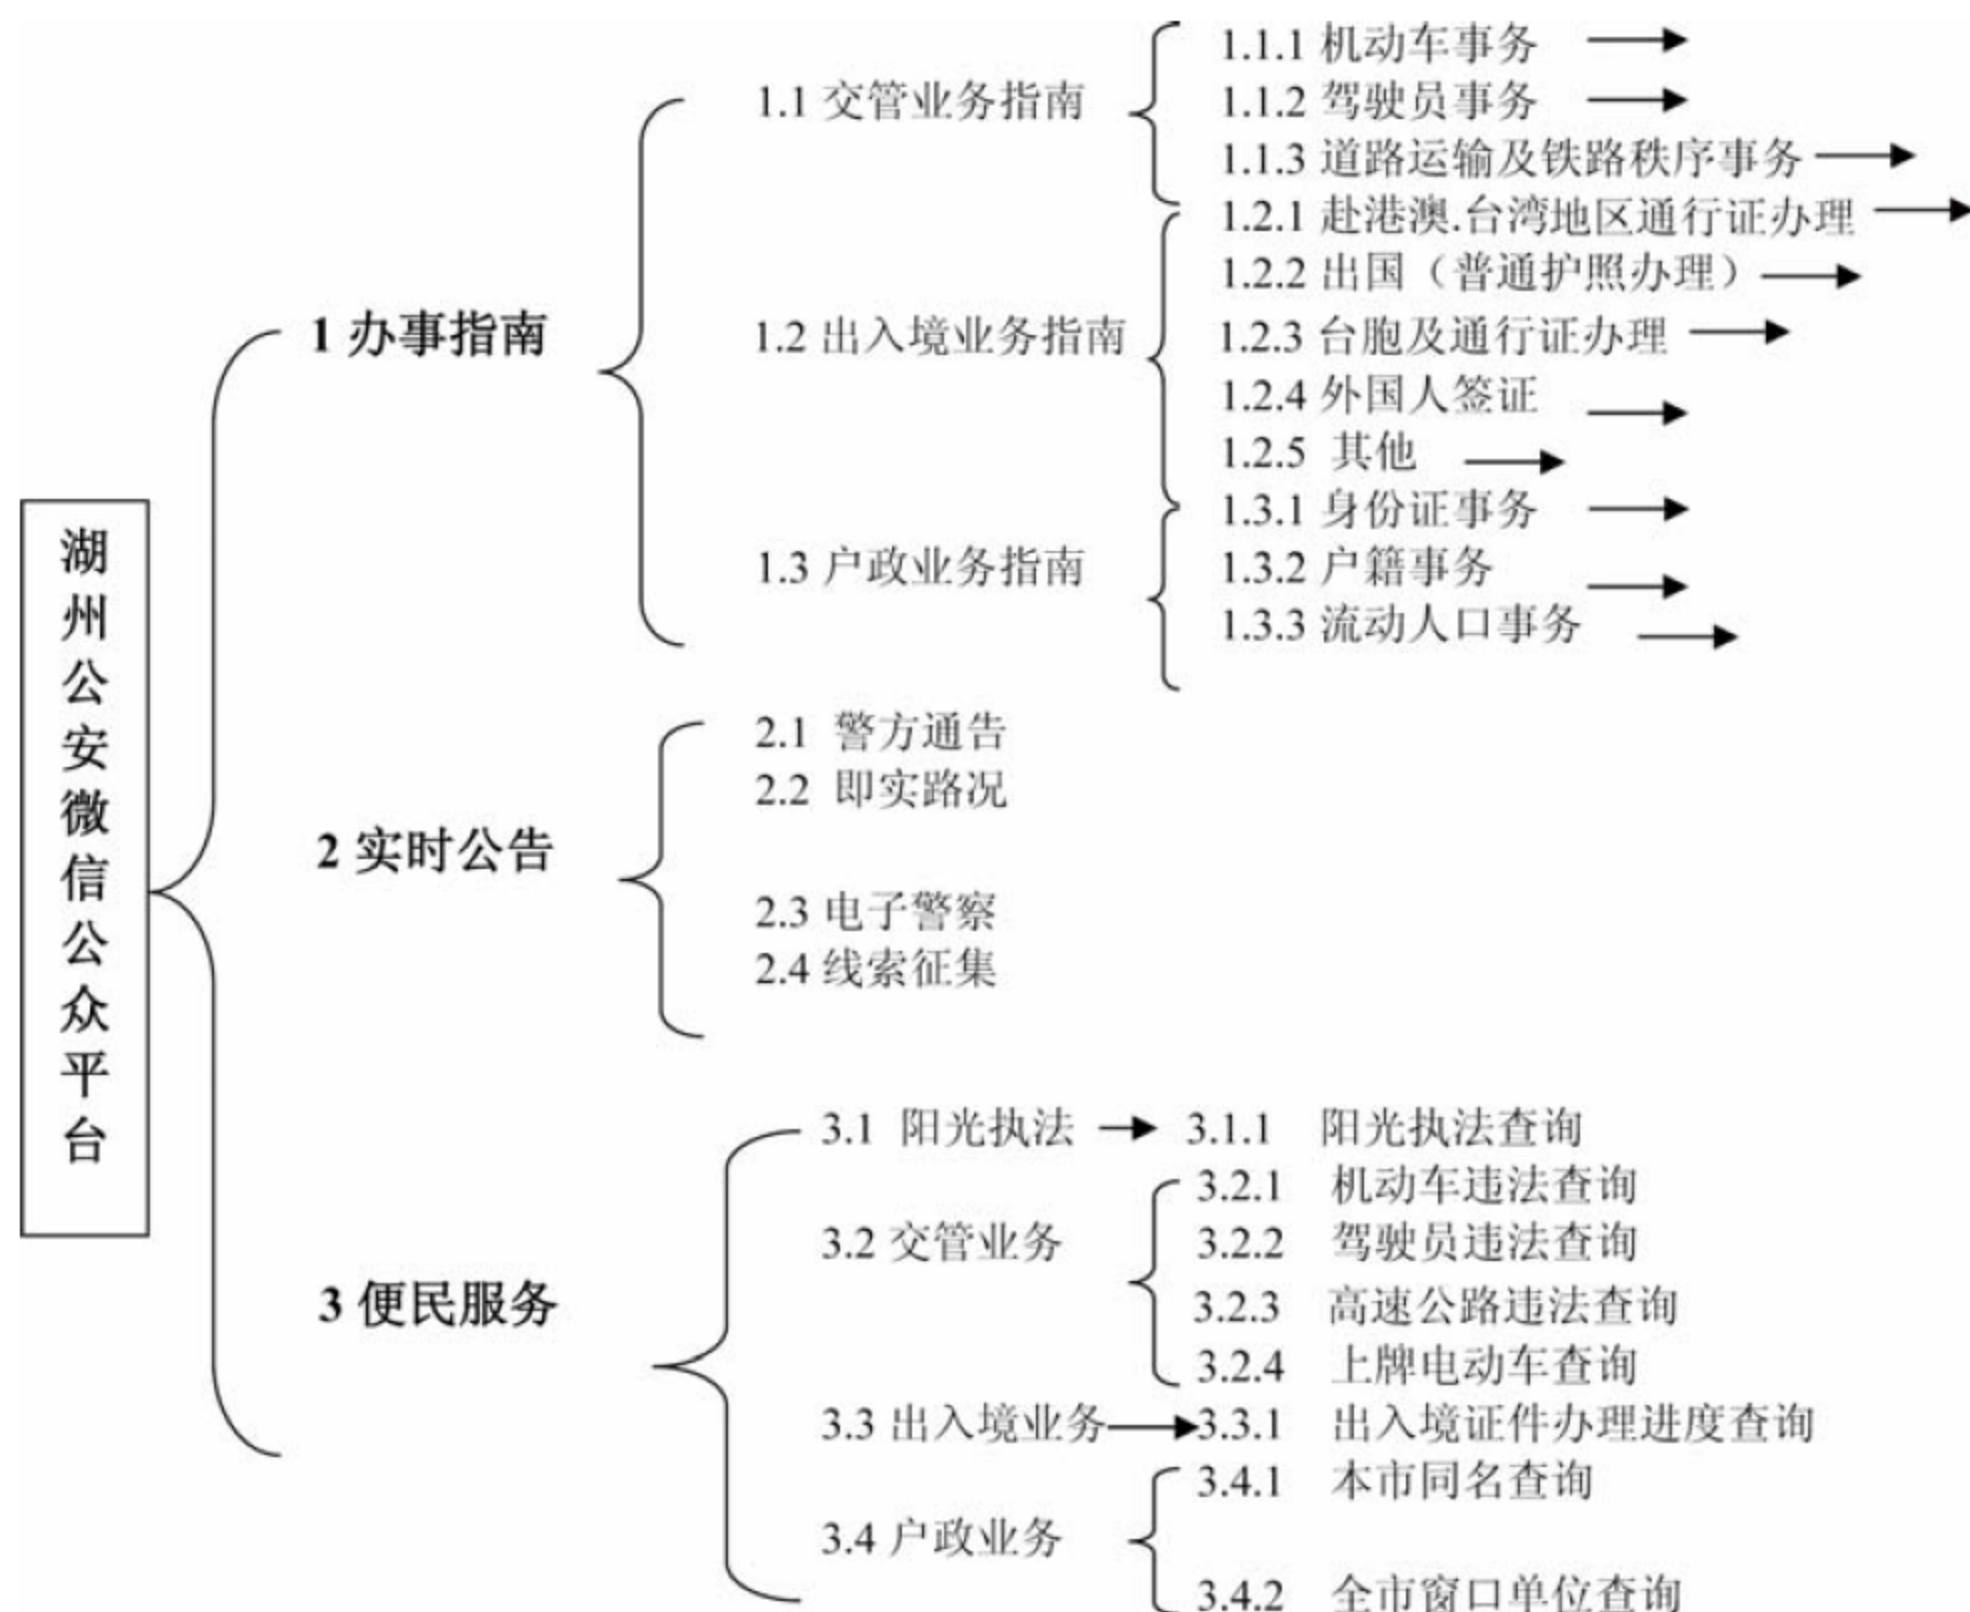 湖州公安微信公众平台
1 办事指南
1.1 交管业务指南
1.1.1 机动车事务
1.1.2 驾驶员事务
1.1.3 道路运输及铁路秩序事务
1.2 出入境业务指南
1.2.1 赴港澳.台湾地区通行证办理
1.2.2 出国（普通护照办理）
1.2.3 台胞及通行证办理
1.2.4 外国人签证
1.2.5 其他
1.3 户政业务指南
1.3.1 身份证事务
1.3.2 户籍事务
1.3.3 流动人口事务
2 实时公告
2.1 警方通告
2.2 即实路况
2.3 电子警察
2.4 线索征集
3 便民服务
3.1 阳光执法
3.1.1 阳光执法查询
3.2 交管业务
3.2.1 机动车违法查询
3.2.2 驾驶员违法查询
3.2.3 高速公路违法查询
3.2.4 上牌电动车查询
3.3 出入境业务
3.3.1 出入境证件办理进度查询
3.4 户政业务
3.4.1 本市同名查询
3.4.2 全市窗口单位查询